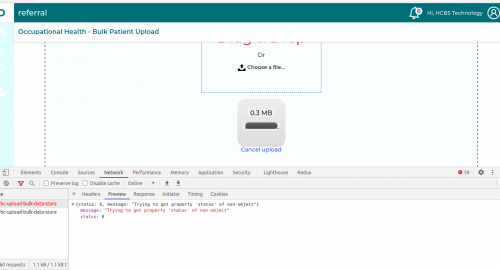 referral
Hi, HCBS Technology
Occupational Health - Bulk Patient Upload
Or
Choose a file...
0.3 MB
Cancel upload
Elements Console Sources Network Performance Memory Application Security Lighthouse Redux 39
Preserve log Disable cache Online
Headers Preview Response Initiator Timing Cookies
bc-upload-bulk-data-store
bc-upload-bulk-data-store
{status: 0, message: "Trying to get property 'status' of non-object"}
message: "Trying to get property 'status' of non-object"
status: 0
60 requests 1.1 kB / 1.1 kB t